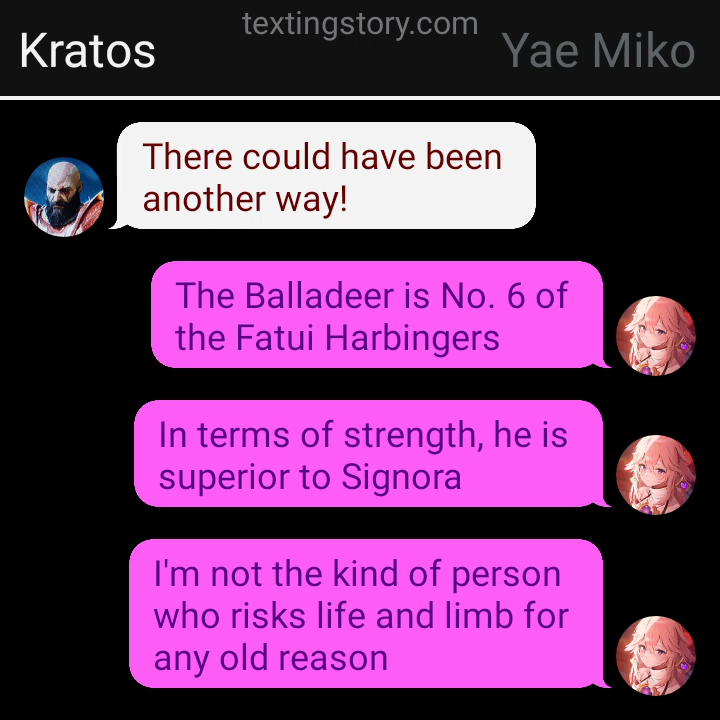 textingstory.com
Kratos
Yae Miko
There could have been
another way!
The Balladeer is No. 6 of
the Fatui Harbingers
In terms of strength, he is
superior to Signora
I'm not the kind of person
who risks life and limb for
any old reason